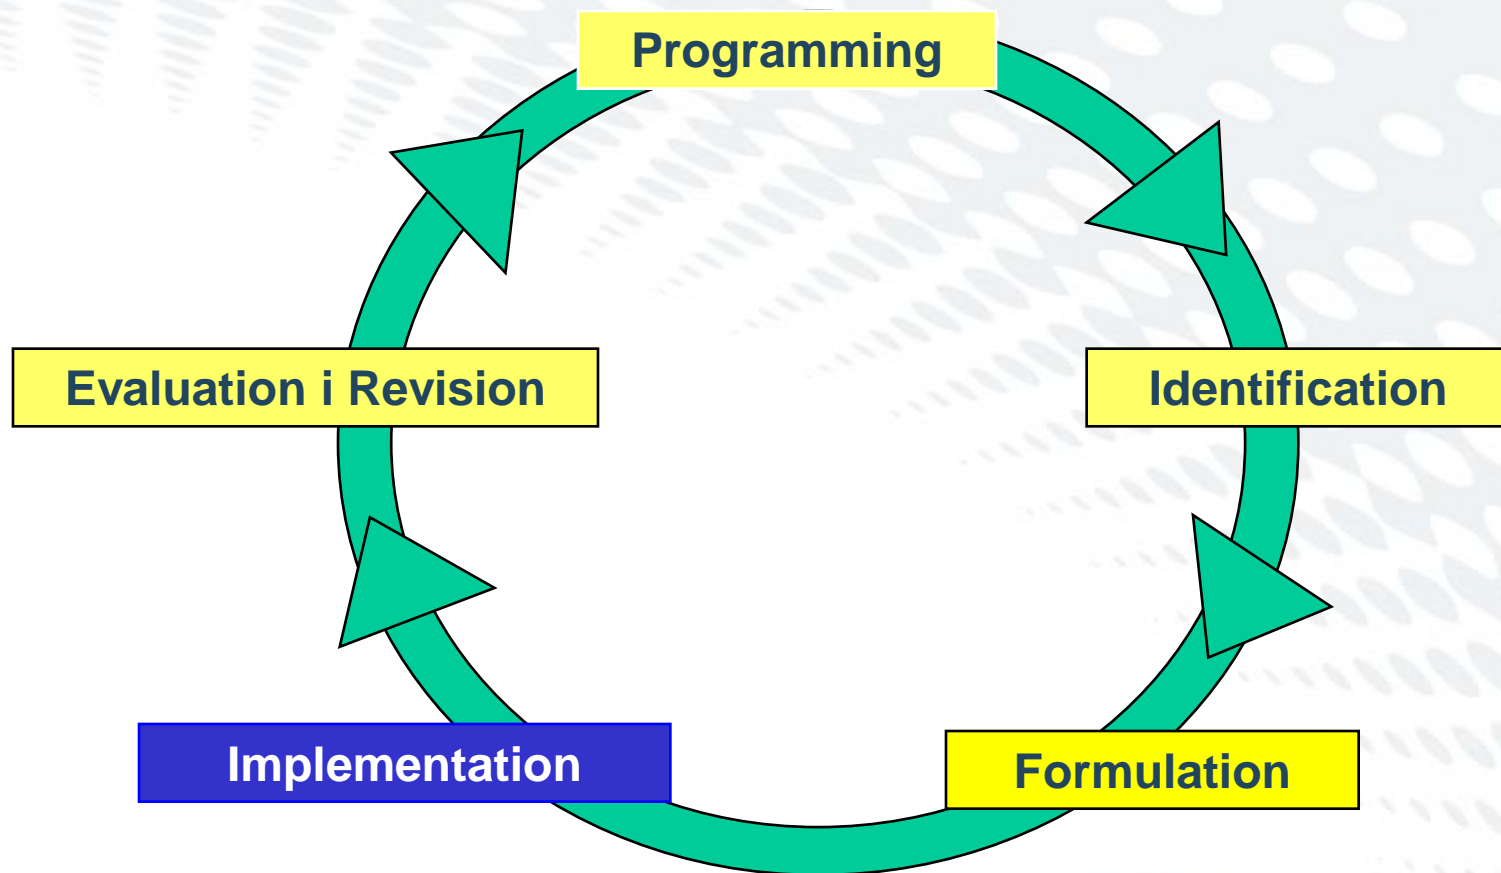 Programming
Evaluation i Revision
Identification
Implementation
Formulation